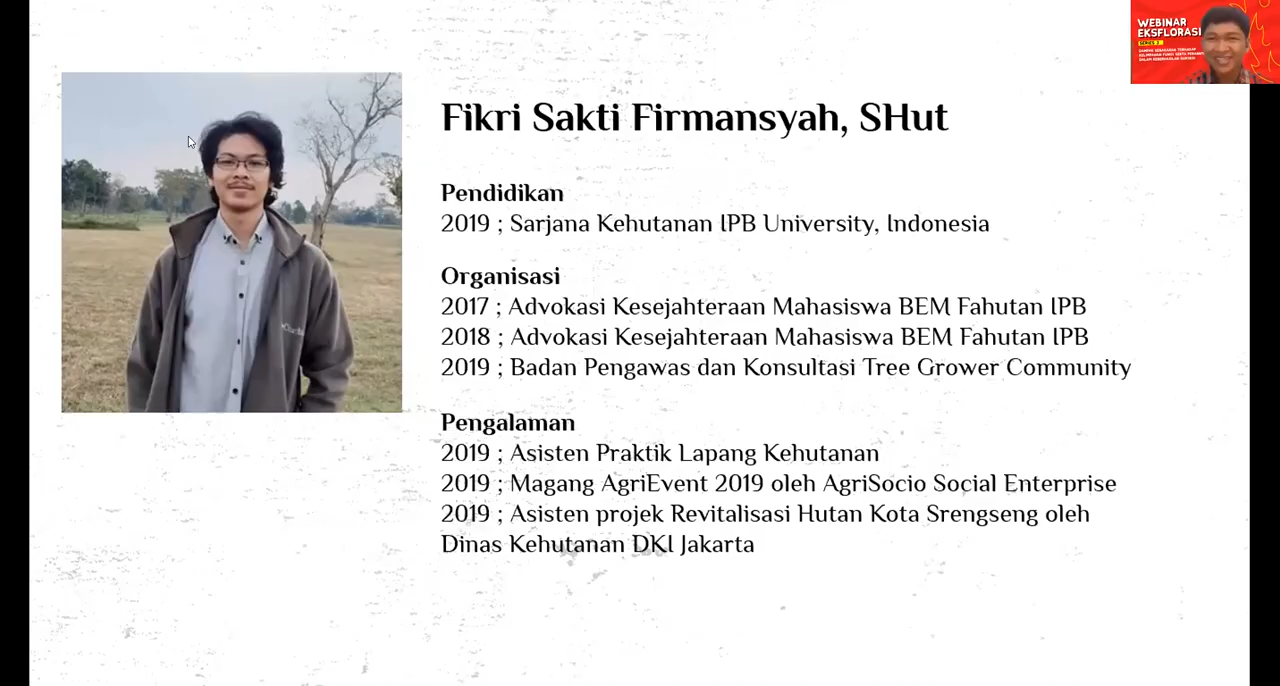 WEBINAR
EKSFLORASI
SERIES 3
Fikri Sakti Firmansyah, SHut
Pendidikan
2019 ; Sarjana Kehutanan IPB University, Indonesia
Organisasi
2017 ; Advokasi Kesejahteraan Mahasiswa BEM Fahutan IPB
2018 ; Advokasi Kesejahteraan Mahasiswa BEM Fahutan IPB
2019 ; Badan Pengawas dan Konsultasi Tree Grower Community
Pengalaman
2019 ; Asisten Praktik Lapang Kehutanan
2019 ; Magang AgriEvent 2019 oleh AgriSocio Social Enterprise
2019 ; Asisten projek Revitalisasi Hutan Kota Srengseng oleh
Dinas Kehutanan DKI Jakarta